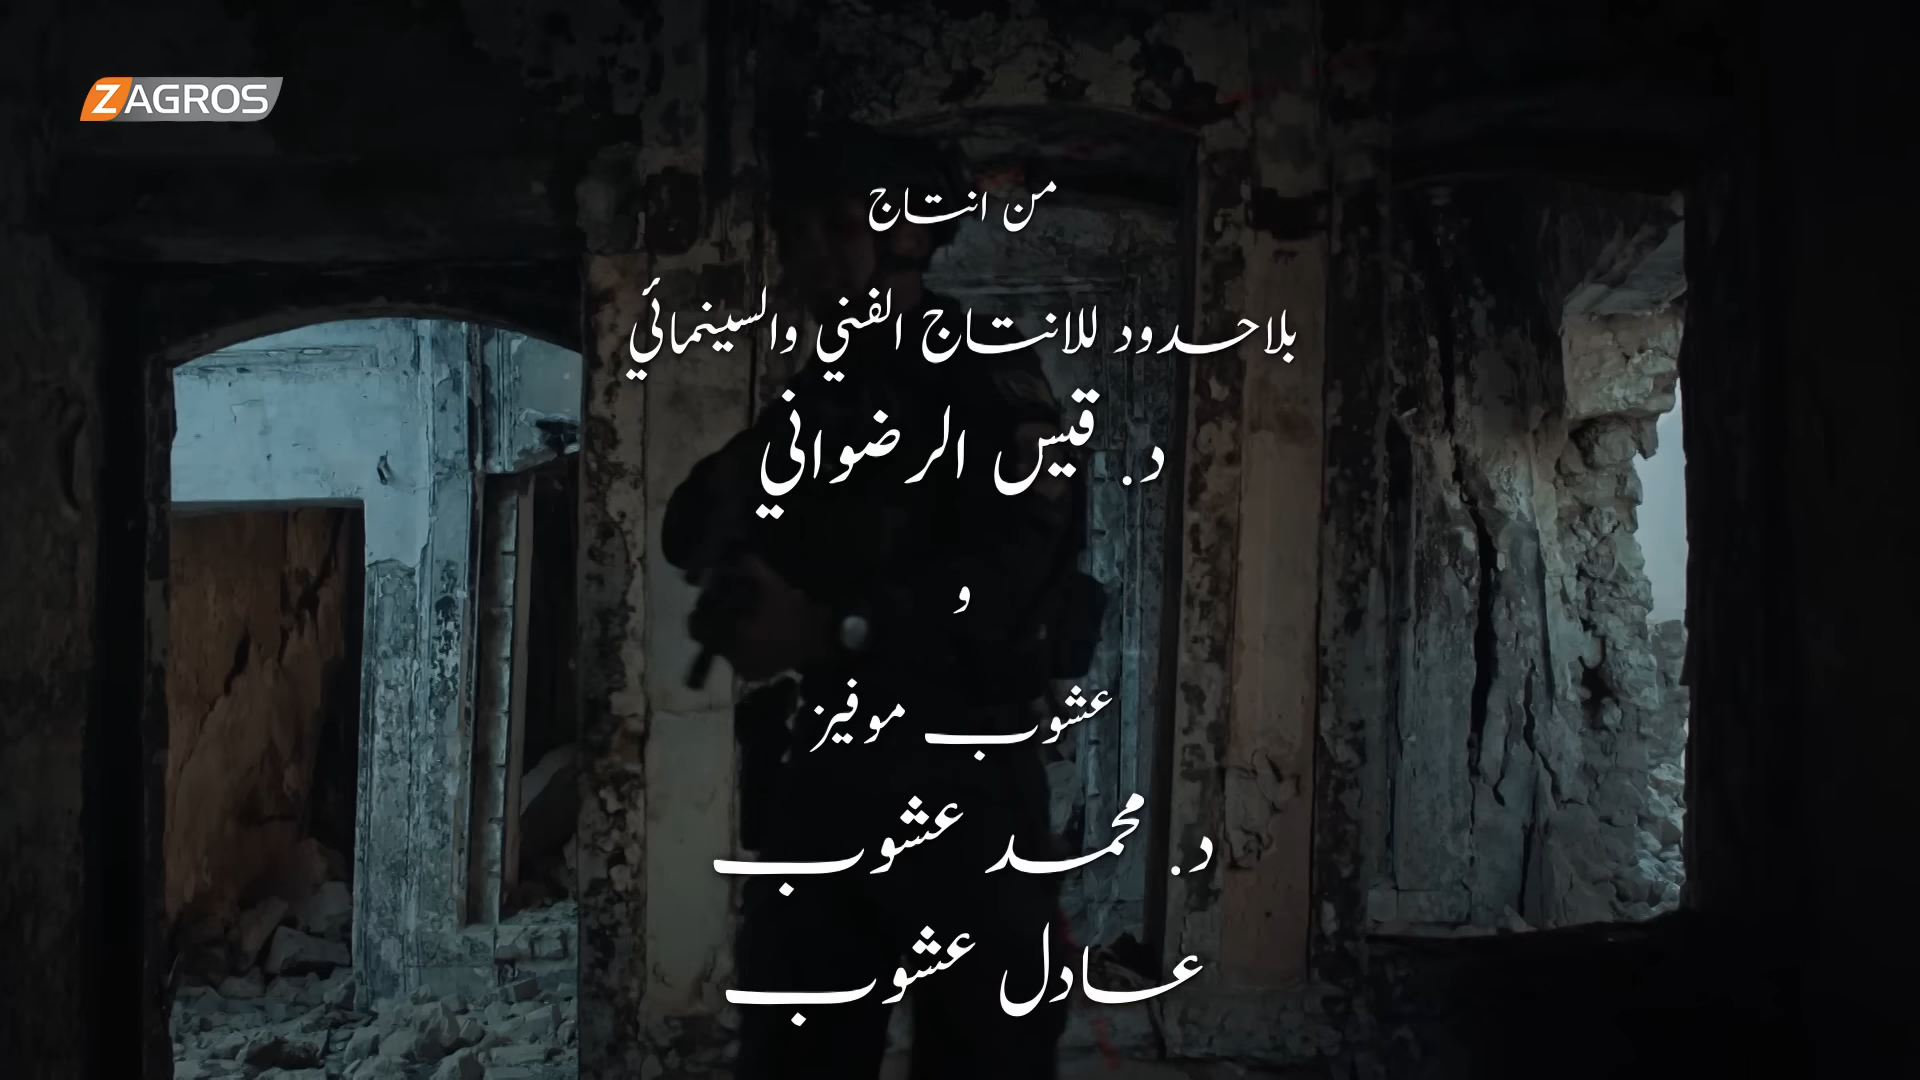 ZAGROS
من انتاج
بلاحدود للانتاج الفني والسينمائي
د. قيس الرضواني
و
عشوب موفيز
د. محمد عشوب
عادل عشوب